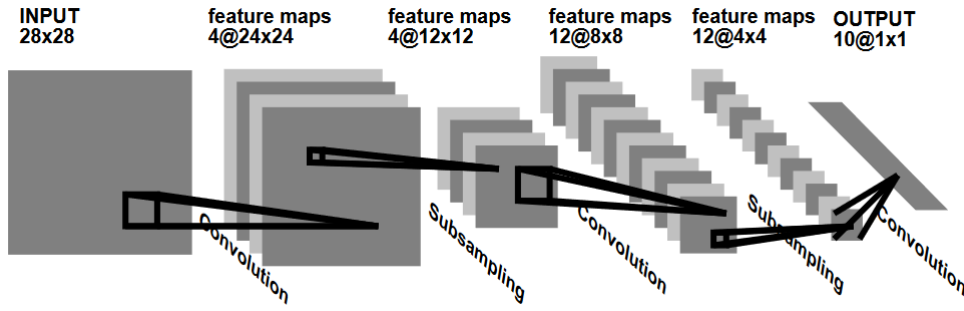 INPUT
28x28
feature maps
4@24x24
feature maps
4@12x12
feature maps
12@8x8
feature maps
12@4x4
OUTPUT
10@1x1
Convolution
Subsampling
Convolution
Subsampling
Convolution